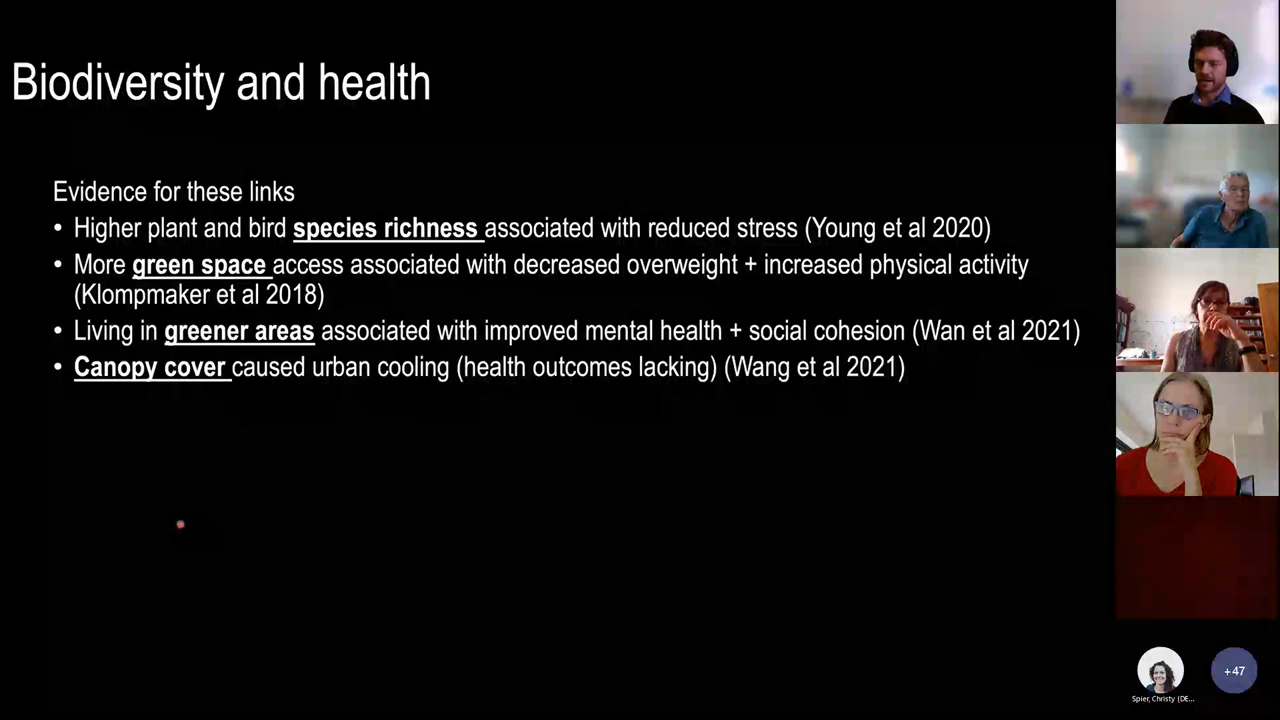 Biodiversity and health
Evidence for these links
• Higher plant and bird species richness associated with reduced stress (Young et al 2020)
• More green space access associated with decreased overweight + increased physical activity
(Klompmaker et al 2018)
• Living in greener areas associated with improved mental health + social cohesion (Wan et al 2021)
• Canopy cover caused urban cooling (health outcomes lacking) (Wang et al 2021)
+47
Spier, Christy (DE...